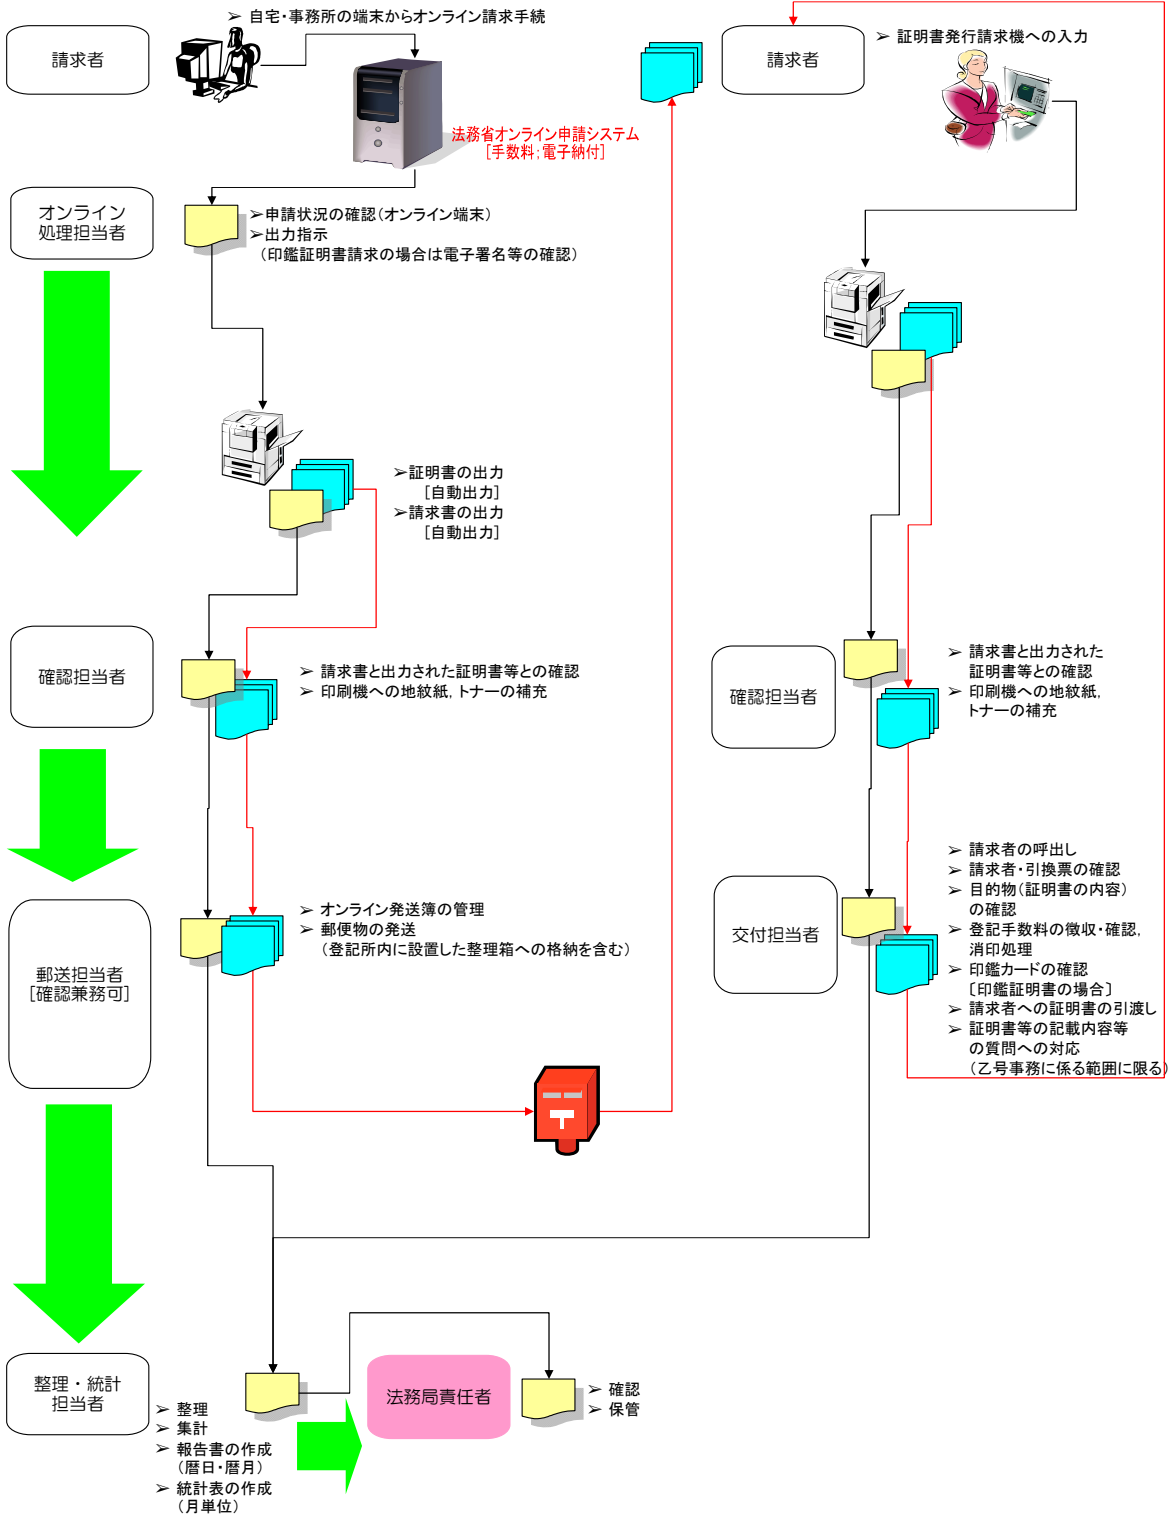 請求者
➢ 自宅・事務所の端末からオンライン請求手続
法務省オンライン申請システム
[手数料；電子納付]
請求者
➢ 証明書発行請求機への入力
オンライン
処理担当者
➢申請状況の確認（オンライン端末）
➢出力指示
（印鑑証明書請求の場合は電子署名等の確認）
➢証明書の出力
［自動出力］
➢請求書の出力
［自動出力］
確認担当者
➢ 請求書と出力された証明書等との確認
➢ 印刷機への地紋紙，トナーの補充
確認担当者
➢ 請求書と出力された
証明書等との確認
➢ 印刷機への地紋紙，
トナーの補充
郵送担当者
[確認兼務可]
➢ オンライン発送簿の管理
➢ 郵便物の発送
（登記所内に設置した整理箱への格納を含む）
交付担当者
➢ 請求者の呼出し
➢ 請求者・引換票の確認
➢ 目的物（証明書の内容）
の確認
➢ 登記手数料の徴収・確認，
消印処理
➢ 印鑑カードの確認
〔印鑑証明書の場合〕
➢ 請求者への証明書の引渡し
➢ 証明書等の記載内容等
の質問への対応
（乙号事務に係る範囲に限る）
〒
整理・統計
担当者
➢ 整理
➢ 集計
➢ 報告書の作成
（暦日・暦月）
➢ 統計表の作成
（月単位）
法務局責任者
➢ 確認
➢ 保管